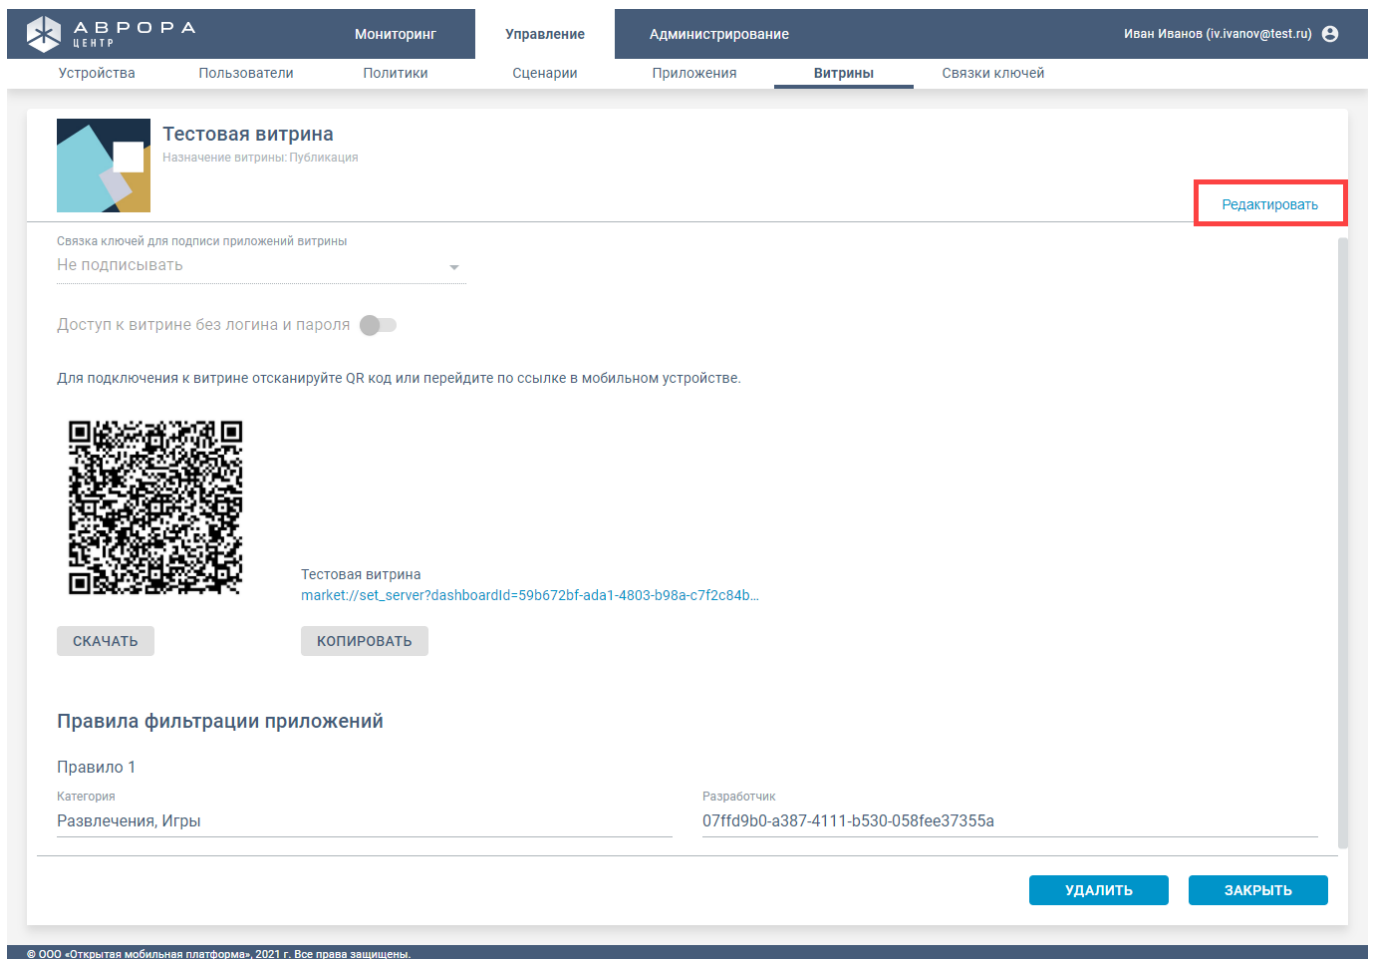 АВРОРА
ЦЕНТР
Мониторинг
Управление
Администрирование
Иван Иванов (iv.ivanov@test.ru)
Устройства
Пользователи
Политики
Сценарии
Приложения
Витрины
Связки ключей
Тестовая витрина
Назначение витрины: Публикация
Редактировать
Связка ключей для подписи приложений витрины
Не подписывать
Доступ к витрине без логина и пароля
Для подключения к витрине отсканируйте QR код или перейдите по ссылке в мобильном устройстве.
Тестовая витрина
market://set_server?dashboardId=59b672bf-ada1-4803-b98a-c7f2c84b...
СКАЧАТЬ
КОПИРОВАТЬ
Правила фильтрации приложений
Правило 1
Категория
Разработчик
Развлечения, Игры
07ffd9b0-a387-4111-b530-058fee37355a
УДАЛИТЬ
ЗАКРЫТЬ
© ООО «Открытая мобильная платформа», 2021 г. Все права защищены.